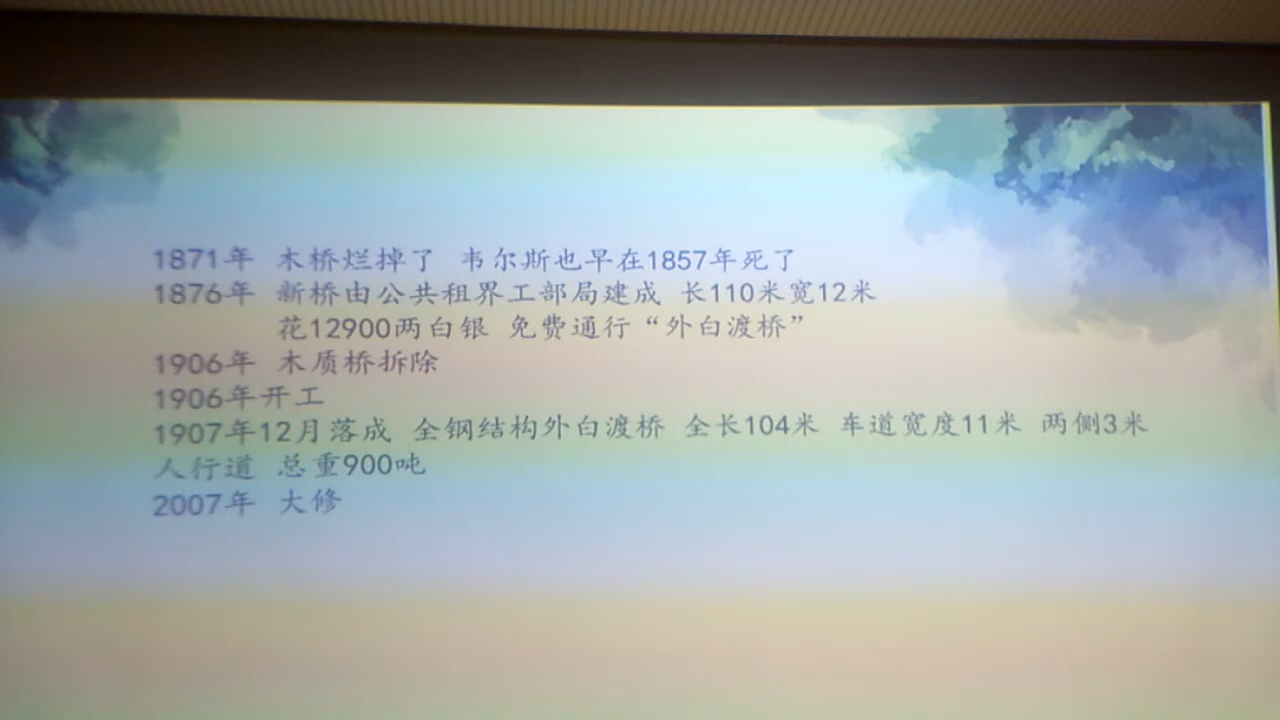 1871年 木桥烂掉了 韦尔斯也早在1857年死了
1876年 新桥由公共租界工部局建成 长110米宽12米
花12900两白银 免费通行“外白渡桥”
1906年 木质桥拆除
1906年开工
1907年12月落成 全钢结构外白渡桥 全长104米 车道宽度11米 两侧3米
人行道 总重900吨
2007年 大修